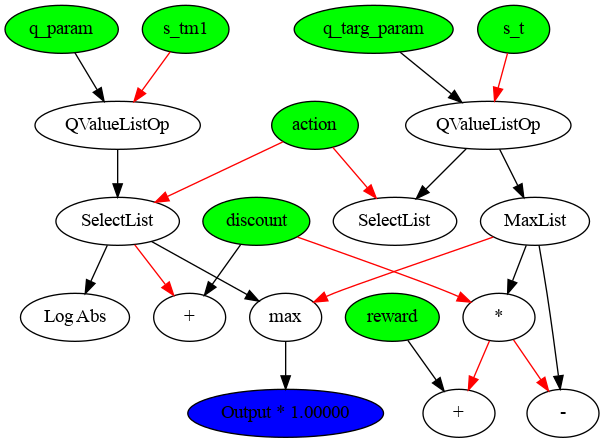 q_param
s_tm1
q_targ_param
s_t
QValueListOp
action
QValueListOp
SelectList
discount
SelectList
MaxList
Log Abs
+
max
reward
*
Output * 1.00000
+
-